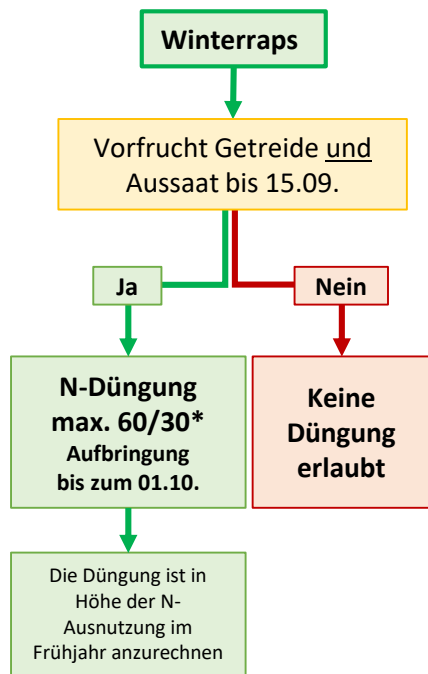 Winterraps
Vorfrucht Getreide und
Aussaat bis 15.09.
Ja
Nein
N-Düngung
max. 60/30*
Aufbringung
bis zum 01.10.
Keine
Düngung
erlaubt
Die Düngung ist in
Höhe der N-
Ausnutzung im
Frühjahr anzurechnen